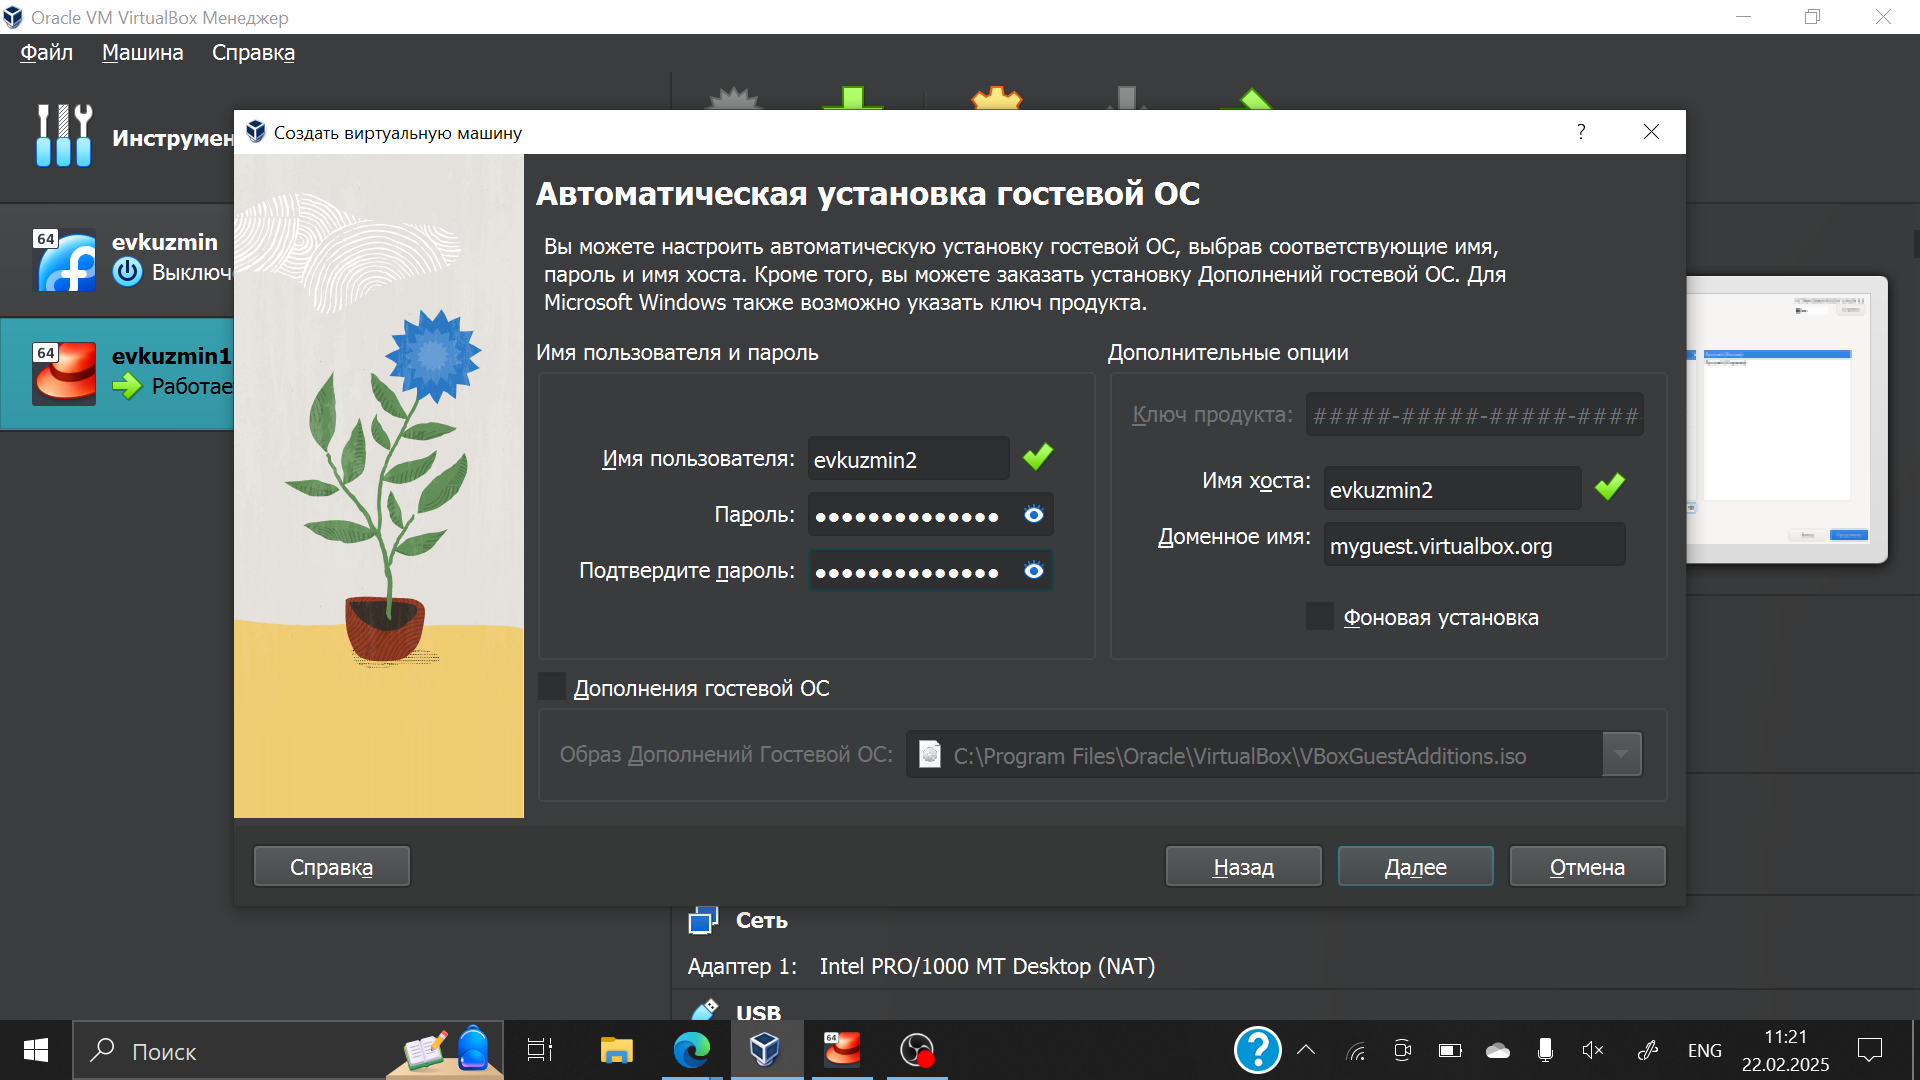 Oracle VM VirtualBox Менеджер
Файл Машина Справка
Инструмен
64
evkuzmin
Выключе
64
evkuzmin1
Работае
Создать виртуальную машину
?
Автоматическая установка гостевой ОС
Вы можете настроить автоматическую установку гостевой ОС, выбрав соответствующие имя,
пароль и имя хоста. Кроме того, вы можете заказать установку Дополнений гостевой ОС. Для
Microsoft Windows также возможно указать ключ продукта.
Имя пользователя и пароль
Имя пользователя: evkuzmin2
Пароль: ••••••••••••••
Подтвердите пароль: ••••••••••••••
Дополнительные опции
Ключ продукта: #####-#####-#####-####
Имя хоста: evkuzmin2
Доменное имя: myguest.virtualbox.org
Фоновая установка
Дополнения гостевой ОС
Образ Дополнений Гостевой ОС: C:\Program Files\Oracle\VirtualBox\VBoxGuestAdditions.iso
Справка
Назад
Далее
Отмена
Сеть
Адаптер 1: Intel PRO/1000 MT Desktop (NAT)
USB
Поиск
64
ENG
11:21
22.02.2025